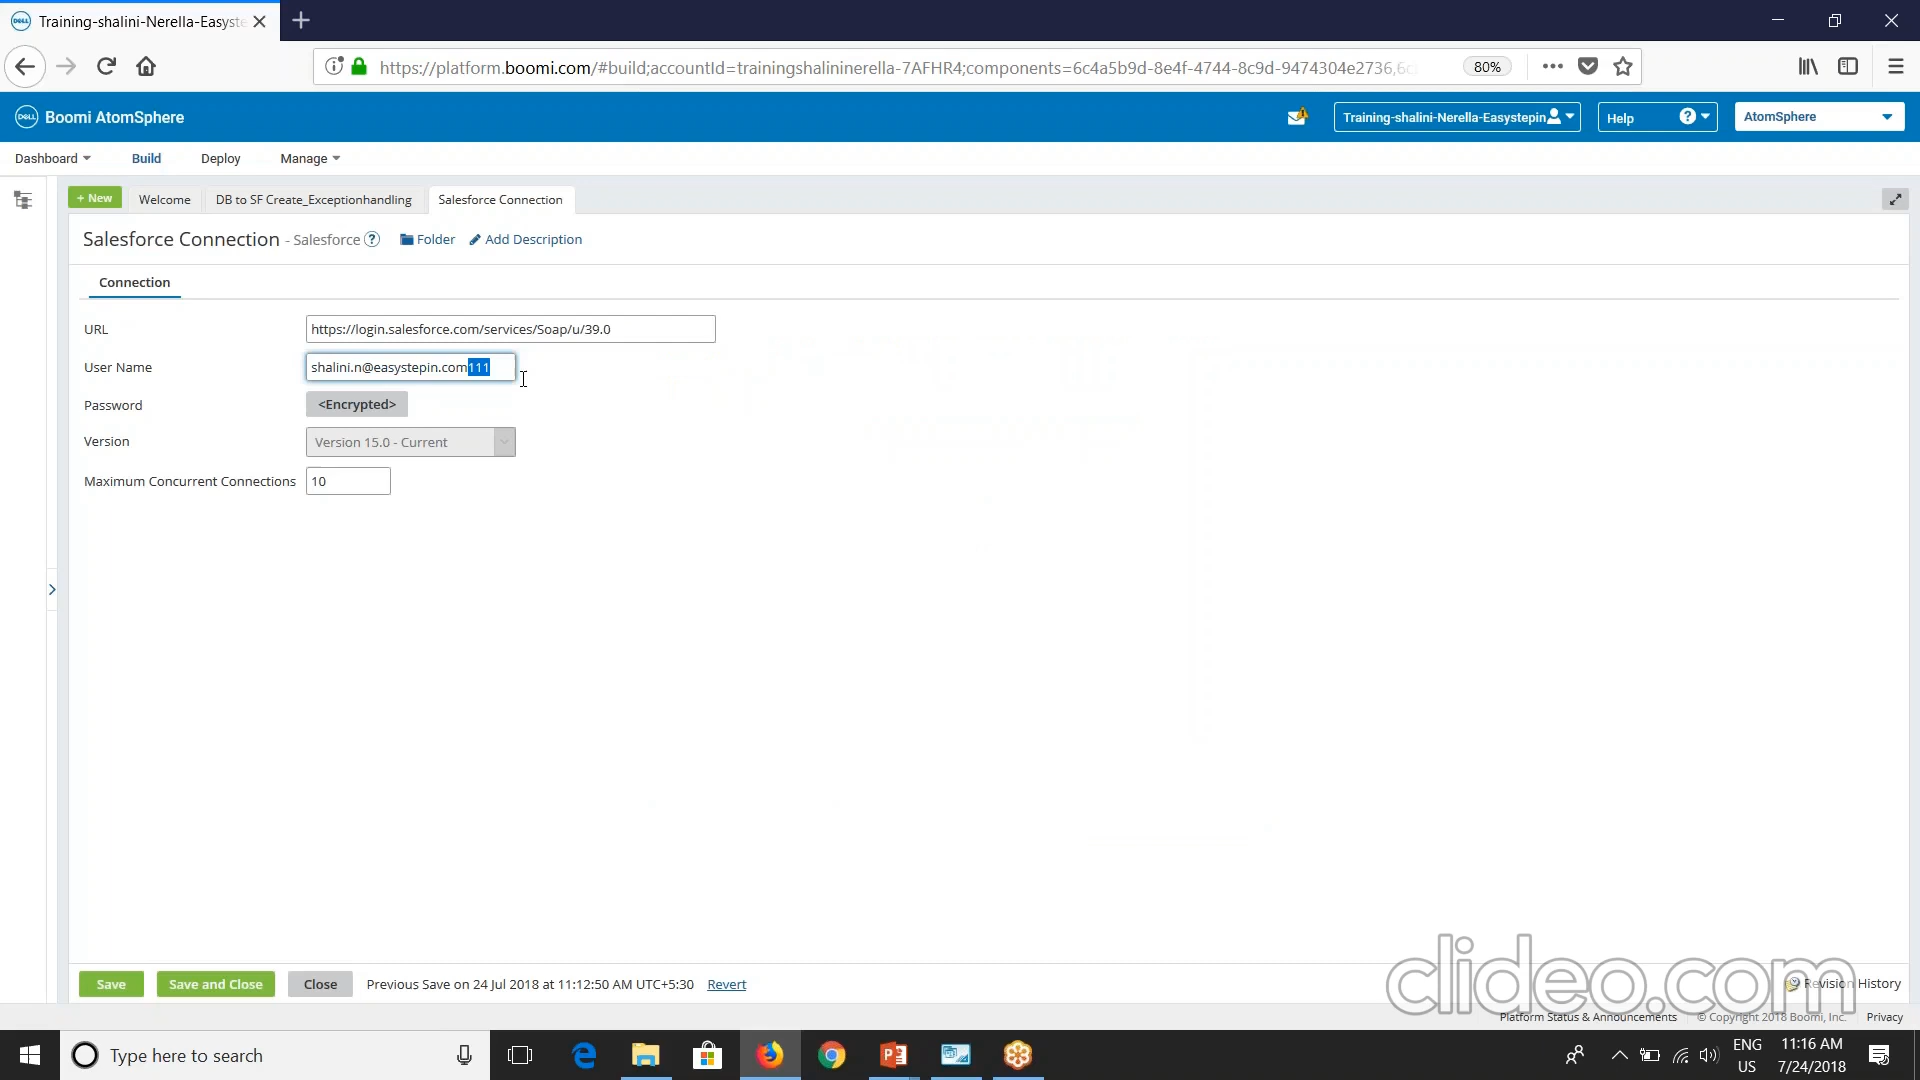 Training-shalini-Nerella-Easyste
https://platform.boomi.com/#build;accountId=trainingshalininerella-7AFHR4;components=6c4a5b9d-8e4f-4744-8c9d-9474304e2736,6c
80%
DELL Boomi AtomSphere
Training-shalini-Nerella-Easystepin
Help
AtomSphere
Dashboard
Build
Deploy
Manage
+ New
Welcome
DB to SF Create_Exceptionhandling
Salesforce Connection
Salesforce Connection - Salesforce
Folder
Add Description
Connection
URL
https://login.salesforce.com/services/Soap/u/39.0
User Name
shalini.n@easystepin.com111
Password
<Encrypted>
Version
Version 15.0 - Current
Maximum Concurrent Connections
10
Save
Save and Close
Close
Previous Save on 24 Jul 2018 at 11:12:50 AM UTC+5:30
Revert
Revision History
clideo.com
Platform Status & Announcements
© Copyright 2018 Boomi, Inc.
Privacy
Type here to search
ENG
US
11:16 AM
7/24/2018